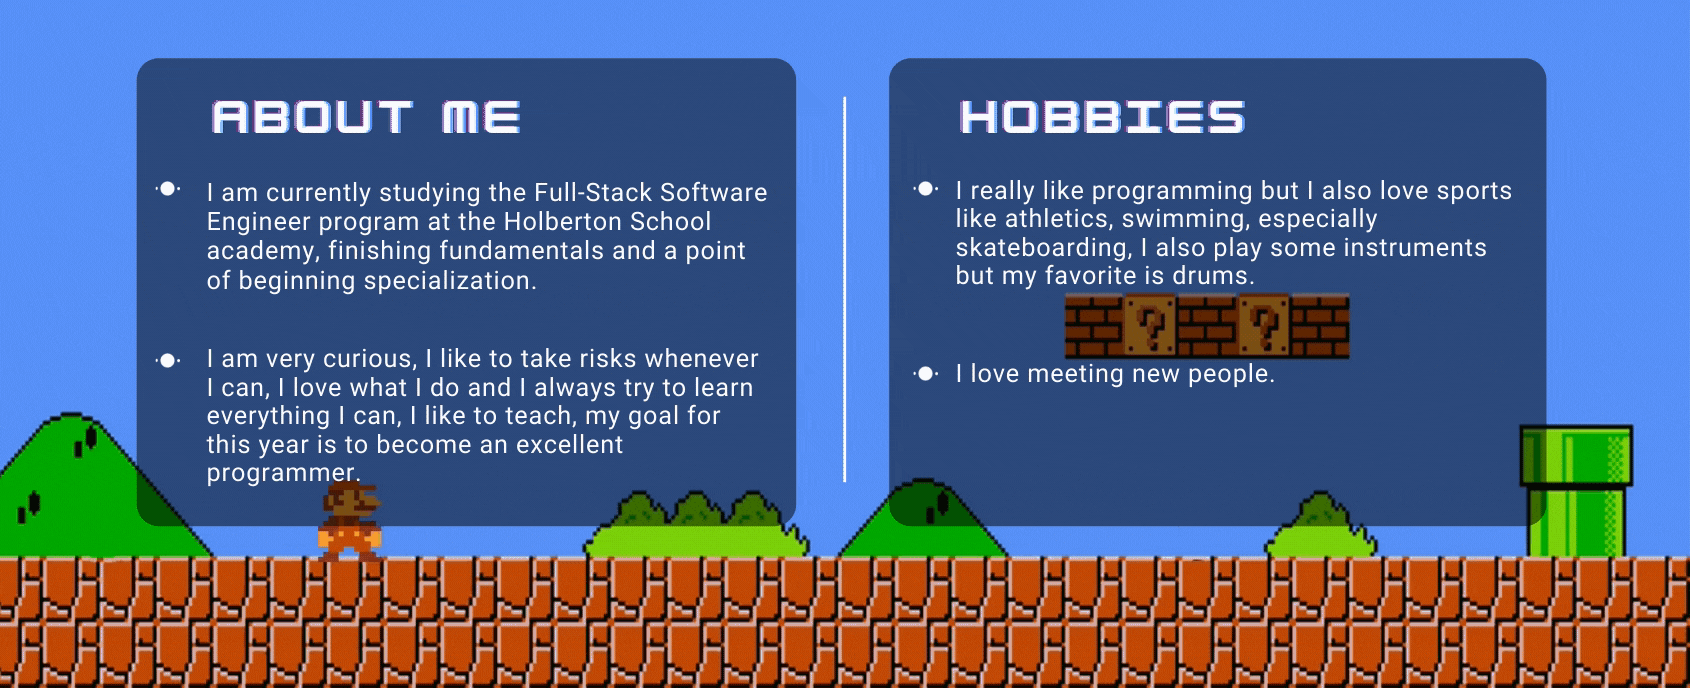 ABOUT ME
I am currently studying the Full-Stack Software
Engineer program at the Holberton School
academy, finishing fundamentals and a point
of beginning specialization.
I am very curious, I like to take risks whenever
I can, I love what I do and I always try to learn
everything I can, I like to teach, my goal for
this year is to become an excellent
programmer.
HOBBIES
I really like programming but I also love sports
like athletics, swimming, especially
skateboarding, I also play some instruments
but my favorite is drums.
? ?
I love meeting new people.